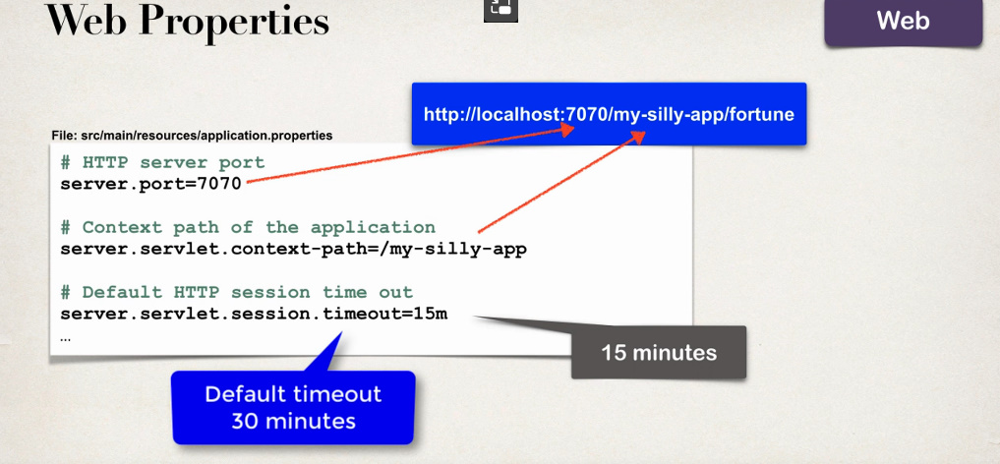 Web Properties
Web
http://localhost:7070/my-silly-app/fortune
File: src/main/resources/application.properties
# HTTP server port
server.port=7070
# Context path of the application
server.servlet.context-path=/my-silly-app
# Default HTTP session time out
server.servlet.session.timeout=15m
...
15 minutes
Default timeout
30 minutes